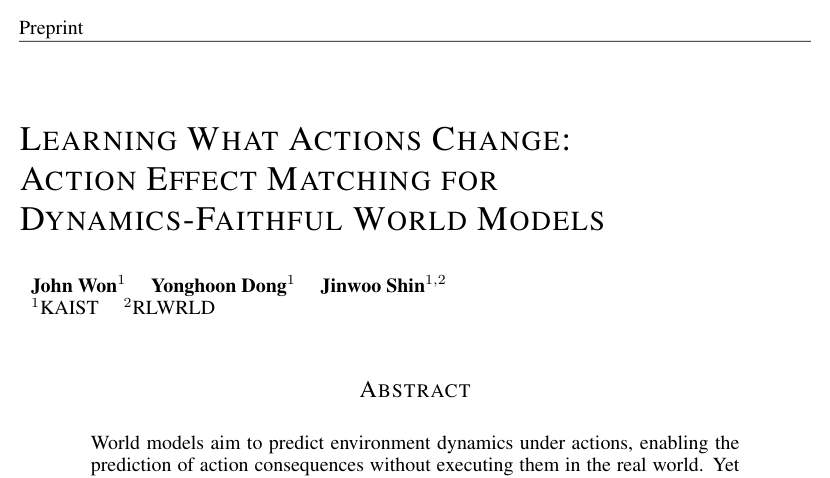 Preprint
LEARNING WHAT ACTIONS CHANGE:
ACTION EFFECT MATCHING FOR
DYNAMICS-FAITHFUL WORLD MODELS
John Won¹ Yonghoon Dong¹ Jinwoo Shin¹,²
¹KAIST ²RLWRLD
ABSTRACT
World models aim to predict environment dynamics under actions, enabling the
prediction of action consequences without executing them in the real world. Yet